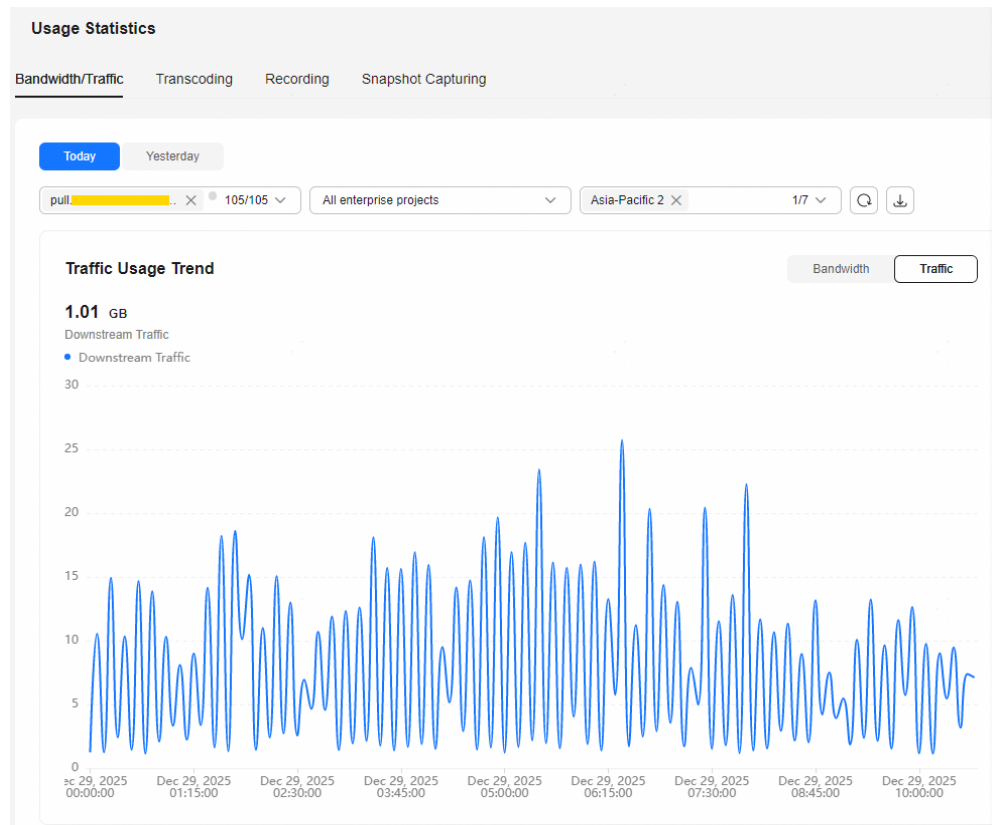 Usage Statistics
Bandwidth/Traffic Transcoding Recording Snapshot Capturing
Today Yesterday
pull. .. 105/105 All enterprise projects Asia-Pacific 2 1/7
Traffic Usage Trend Bandwidth Traffic
1.01 GB
Downstream Traffic
Downstream Traffic
30
25
20
15
10
5
0
ec 29, 2025 Dec 29, 2025 Dec 29, 2025 Dec 29, 2025 Dec 29, 2025 Dec 29, 2025 Dec 29, 2025 Dec 29, 2025 Dec 29, 2025
00:00:00 01:15:00 02:30:00 03:45:00 05:00:00 06:15:00 07:30:00 08:45:00 10:00:00